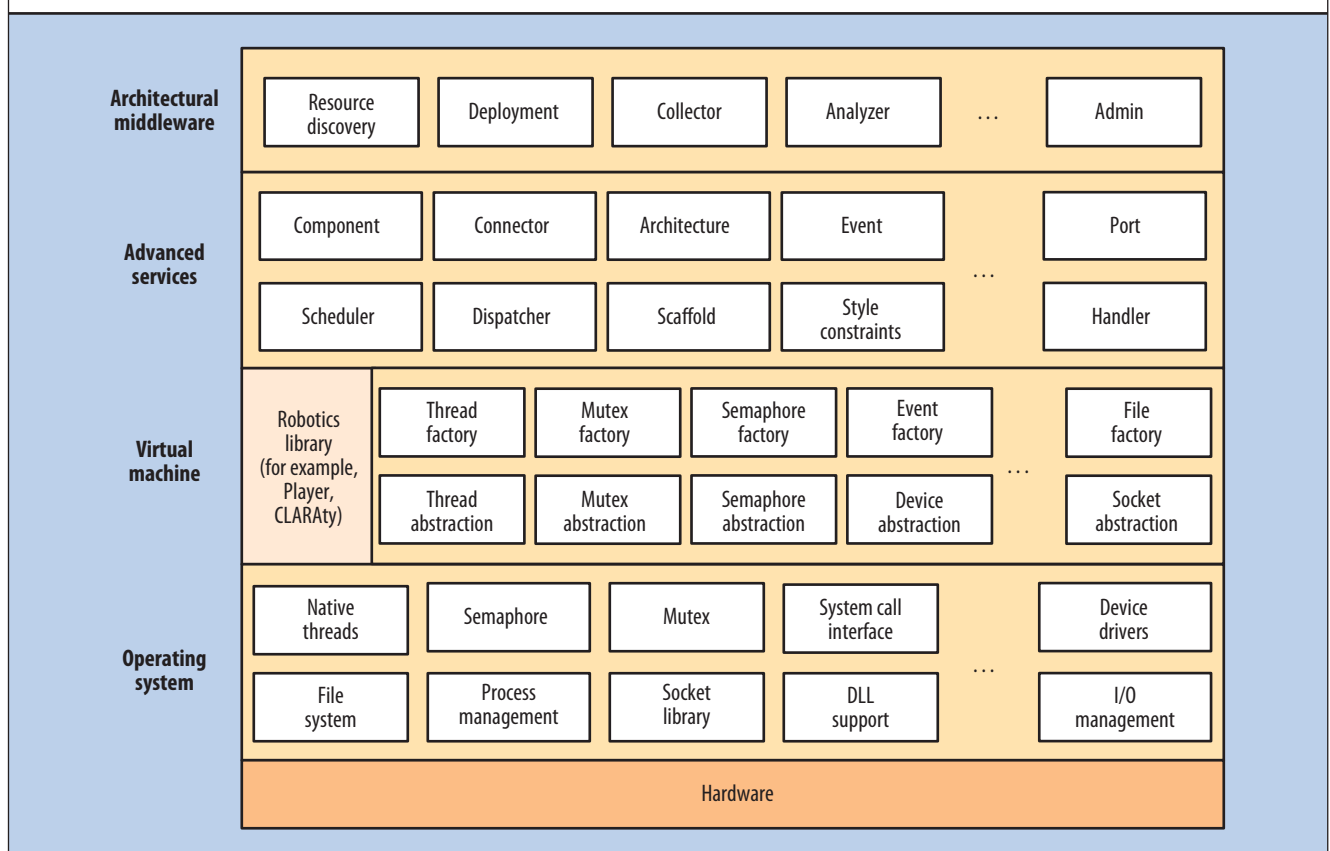 Architectural
middleware
Resource
discovery
Deployment
Collector
Analyzer
...
Admin
Advanced
services
Component
Connector
Architecture
Event
Port
...
Scheduler
Dispatcher
Scaffold
Style
constraints
Handler
Virtual
machine
Robotics
library
(for example,
Player,
CLARAty)
Thread
factory
Mutex
factory
Semaphore
factory
Event
factory
File
factory
...
Thread
abstraction
Mutex
abstraction
Semaphore
abstraction
Device
abstraction
Socket
abstraction
Operating
system
Native
threads
Semaphore
Mutex
System call
interface
Device
drivers
...
File
system
Process
management
Socket
library
DLL
support
I/O
management
Hardware